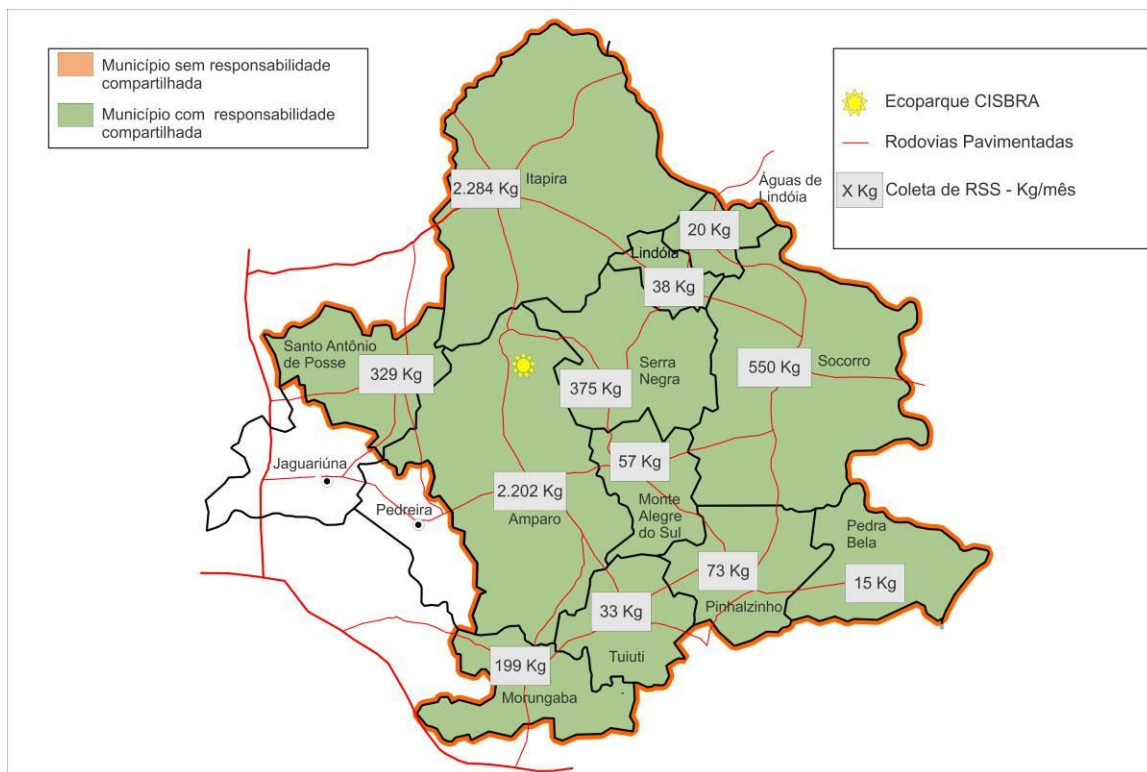 Município sem responsabilidade
compartilhada
Município com responsabilidade
compartilhada
Ecoparque CISBRA
Rodovias Pavimentadas
X Kg
Coleta de RSS - Kg/mês
2.284 Kg
Itapira
Águas de
Lindóia
20 Kg
Lindóia
38 Kg
Santo Antônio
de Posse
329 Kg
375 Kg
Serra
Negra
550 Kg
Socorro
Jaguariúna
Pedreira
2.202 Kg
Amparo
57 Kg
Monte
Alegre
do Sul
Pedra
Bela
15 Kg
73 Kg
Pinhalzinho
33 Kg
Tuiuti
199 Kg
Morungaba